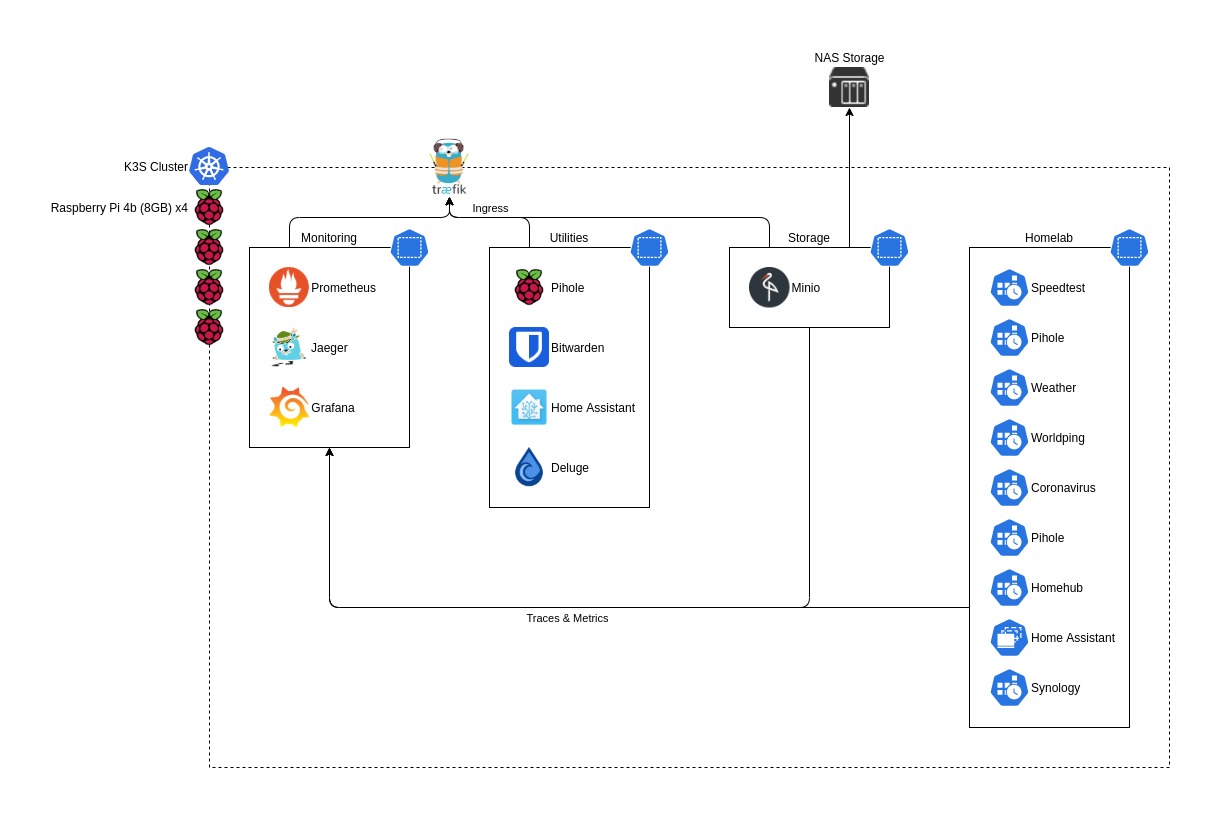 NAS Storage
K3S Cluster
træfik
Raspberry Pi 4b (8GB) x4
Ingress
Monitoring
Prometheus
Jaeger
Grafana
Utilities
Pihole
Bitwarden
Home Assistant
Deluge
Storage
Minio
Homelab
Speedtest
Pihole
Weather
Worldping
Coronavirus
Pihole
Homehub
Home Assistant
Synology
Traces & Metrics